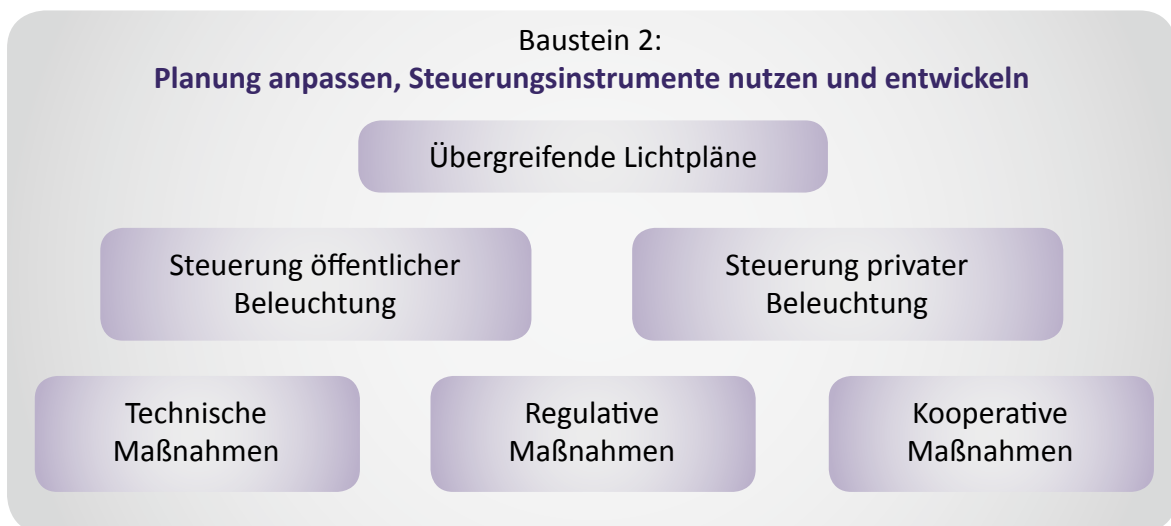 Baustein 2:
Planung anpassen, Steuerungsinstrumente nutzen und entwickeln
Übergreifende Lichtpläne
Steuerung öffentlicher
Beleuchtung
Steuerung privater
Beleuchtung
Technische
Maßnahmen
Regulative
Maßnahmen
Kooperative
Maßnahmen